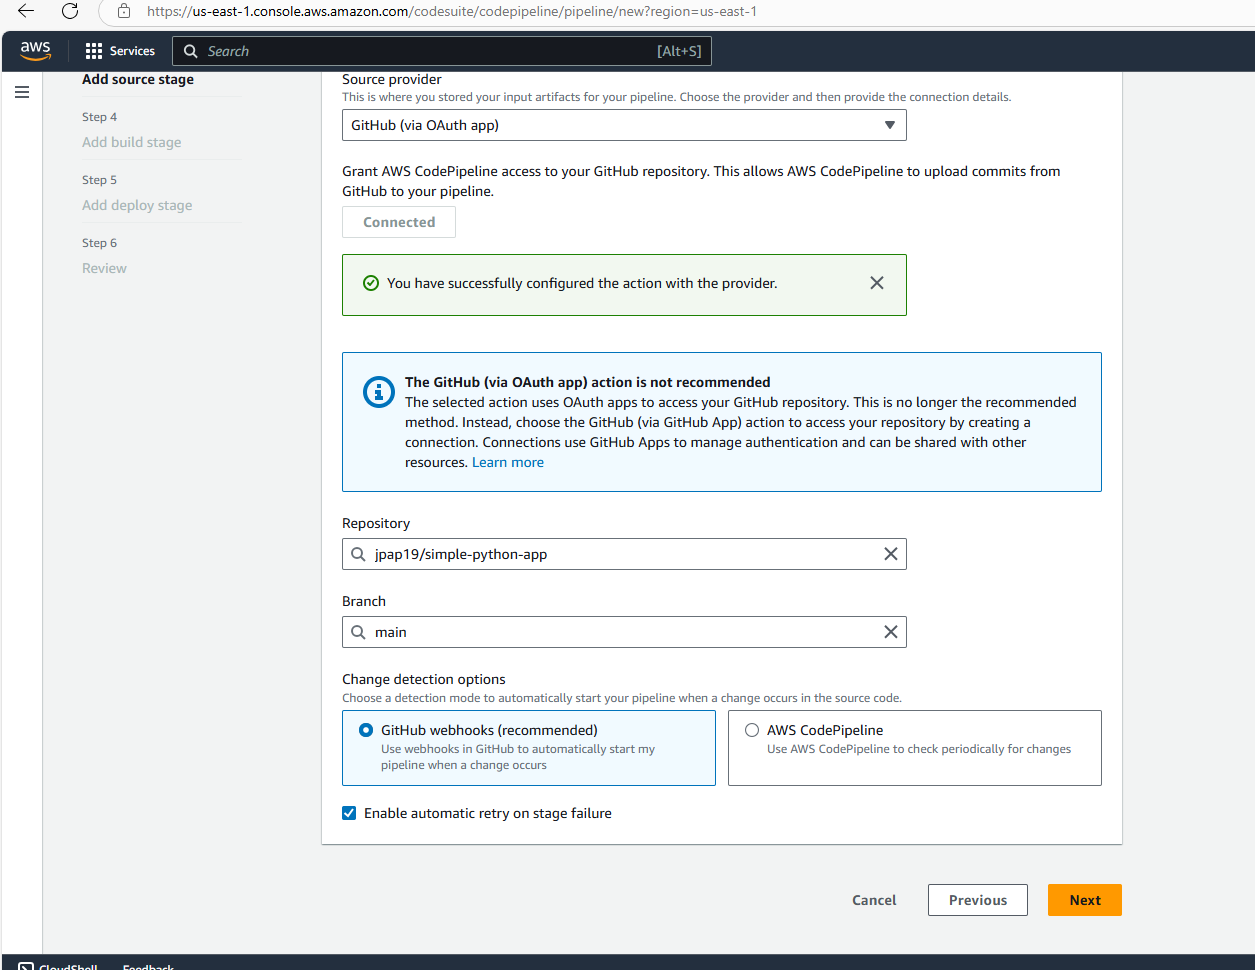 https://us-east-1.console.aws.amazon.com/codesuite/codepipeline/pipeline/new?region=us-east-1
aws
Services
Search
[Alt+S]
Add source stage
Step 4
Add build stage
Step 5
Add deploy stage
Step 6
Review
Source provider
This is where you stored your input artifacts for your pipeline. Choose the provider and then provide the connection details.
GitHub (via OAuth app)
Grant AWS CodePipeline access to your GitHub repository. This allows AWS CodePipeline to upload commits from
GitHub to your pipeline.
Connected
You have successfully configured the action with the provider.
The GitHub (via OAuth app) action is not recommended
The selected action uses OAuth apps to access your GitHub repository. This is no longer the recommended
method. Instead, choose the GitHub (via GitHub App) action to access your repository by creating a
connection. Connections use GitHub Apps to manage authentication and can be shared with other
resources. Learn more
Repository
jpap19/simple-python-app
Branch
main
Change detection options
Choose a detection mode to automatically start your pipeline when a change occurs in the source code.
GitHub webhooks (recommended)
Use webhooks in GitHub to automatically start my
pipeline when a change occurs
AWS CodePipeline
Use AWS CodePipeline to check periodically for changes
Enable automatic retry on stage failure
Cancel
Previous
Next
CloudShell
Feedback